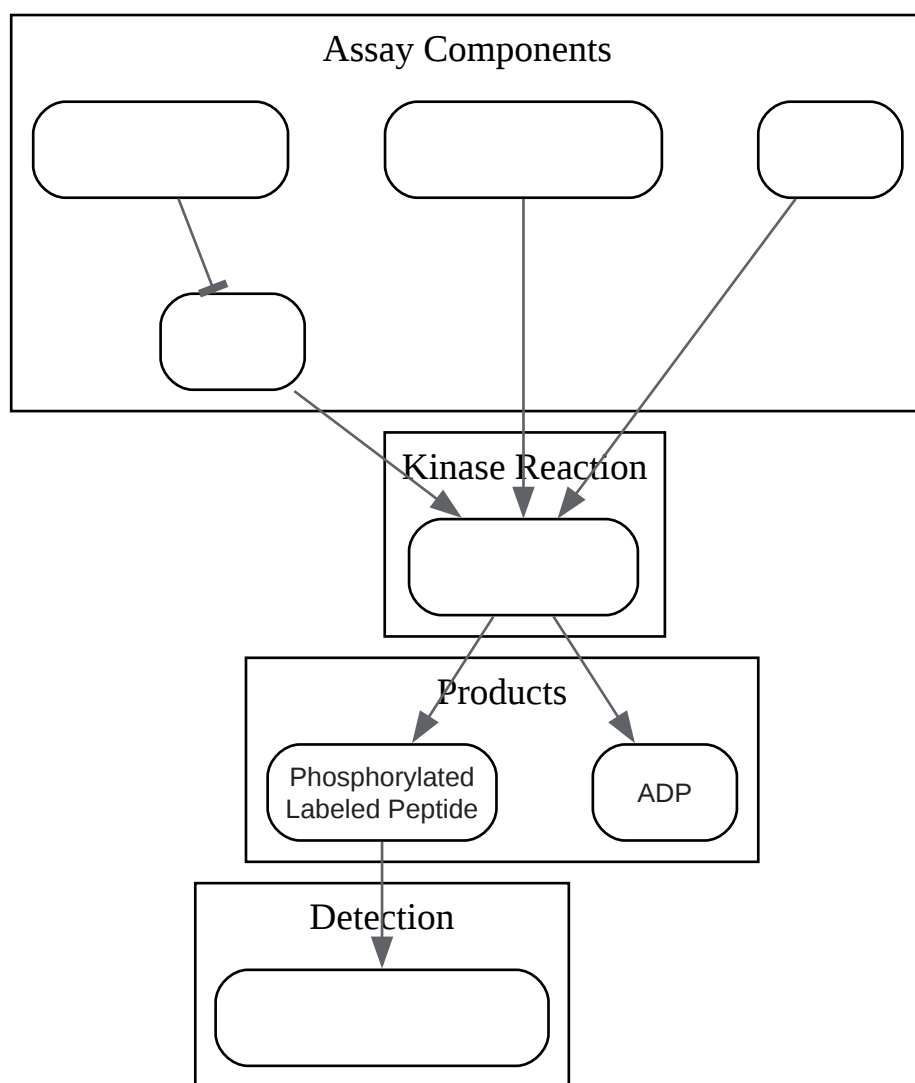 Assay Components
Kinase Reaction
Products
Phosphorylated
Labeled Peptide
ADP
Detection